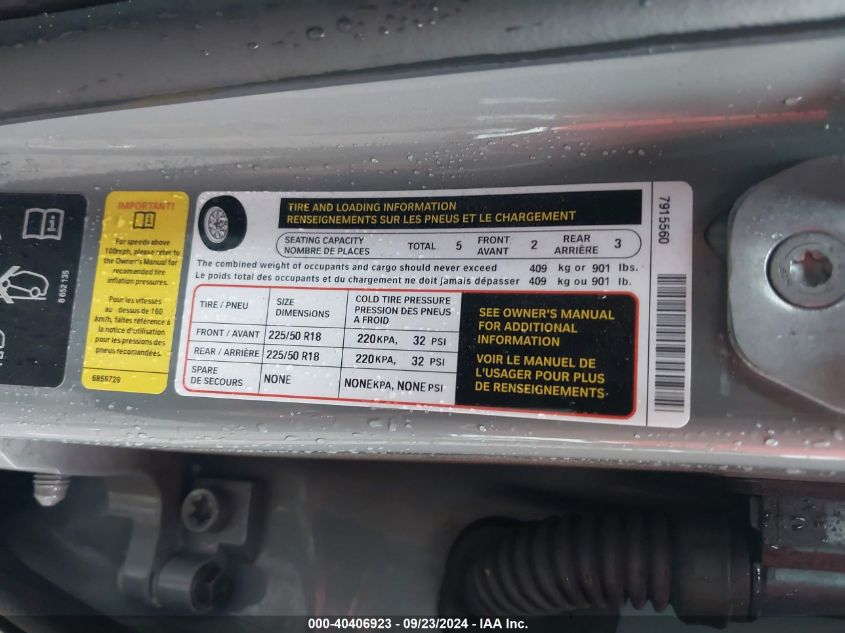 8 652 135
IMPORTANT!
For speeds above
100mph, please refer to
the Owner's Manual for
recomended tire
inflation pressures.
Pour les vitesses
au dessus de 160
km/h, faites référence à
la notice d'utilisation
pour les pressions des
pneus recomandées.
6859729
TIRE AND LOADING INFORMATION
RENSEIGNEMENTS SUR LES PNEUS ET LE CHARGEMENT
SEATING CAPACITY
NOMBRE DE PLACES
TOTAL 5
FRONT
AVANT
2
REAR
ARRIÈRE
3
The combined weight of occupants and cargo should never exceed 409 kg or 901 lbs.
Le poids total des occupants et du chargement ne doit jamais dépasser 409 kg ou 901 lb.
TIRE / PNEU
SIZE
DIMENSIONS
COLD TIRE PRESSURE
PRESSION DES PNEUS
A FROID
FRONT / AVANT 225/50 R18 220KPA, 32 PSI
REAR / ARRIÈRE 225/50 R18 220KPA, 32 PSI
SPARE
DE SECOURS
NONE
NONEKPA, NONE PSI
SEE OWNER'S MANUAL
FOR ADDITIONAL
INFORMATION
VOIR LE MANUEL DE
L'USAGER POUR PLUS
DE RENSEIGNEMENTS
7915560
000-40406923 - 09/23/2024 - IAA Inc.